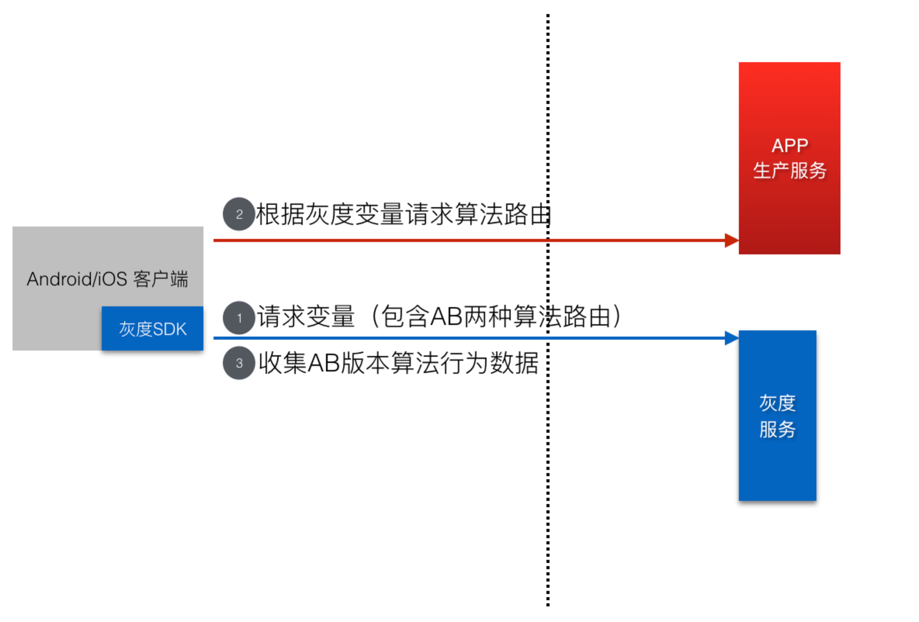 APP
生产服务
2 根据灰度变量请求算法路由
Android/iOS 客户端
灰度SDK
1 请求变量（包含AB两种算法路由）
3 收集AB版本算法行为数据
灰度
服务